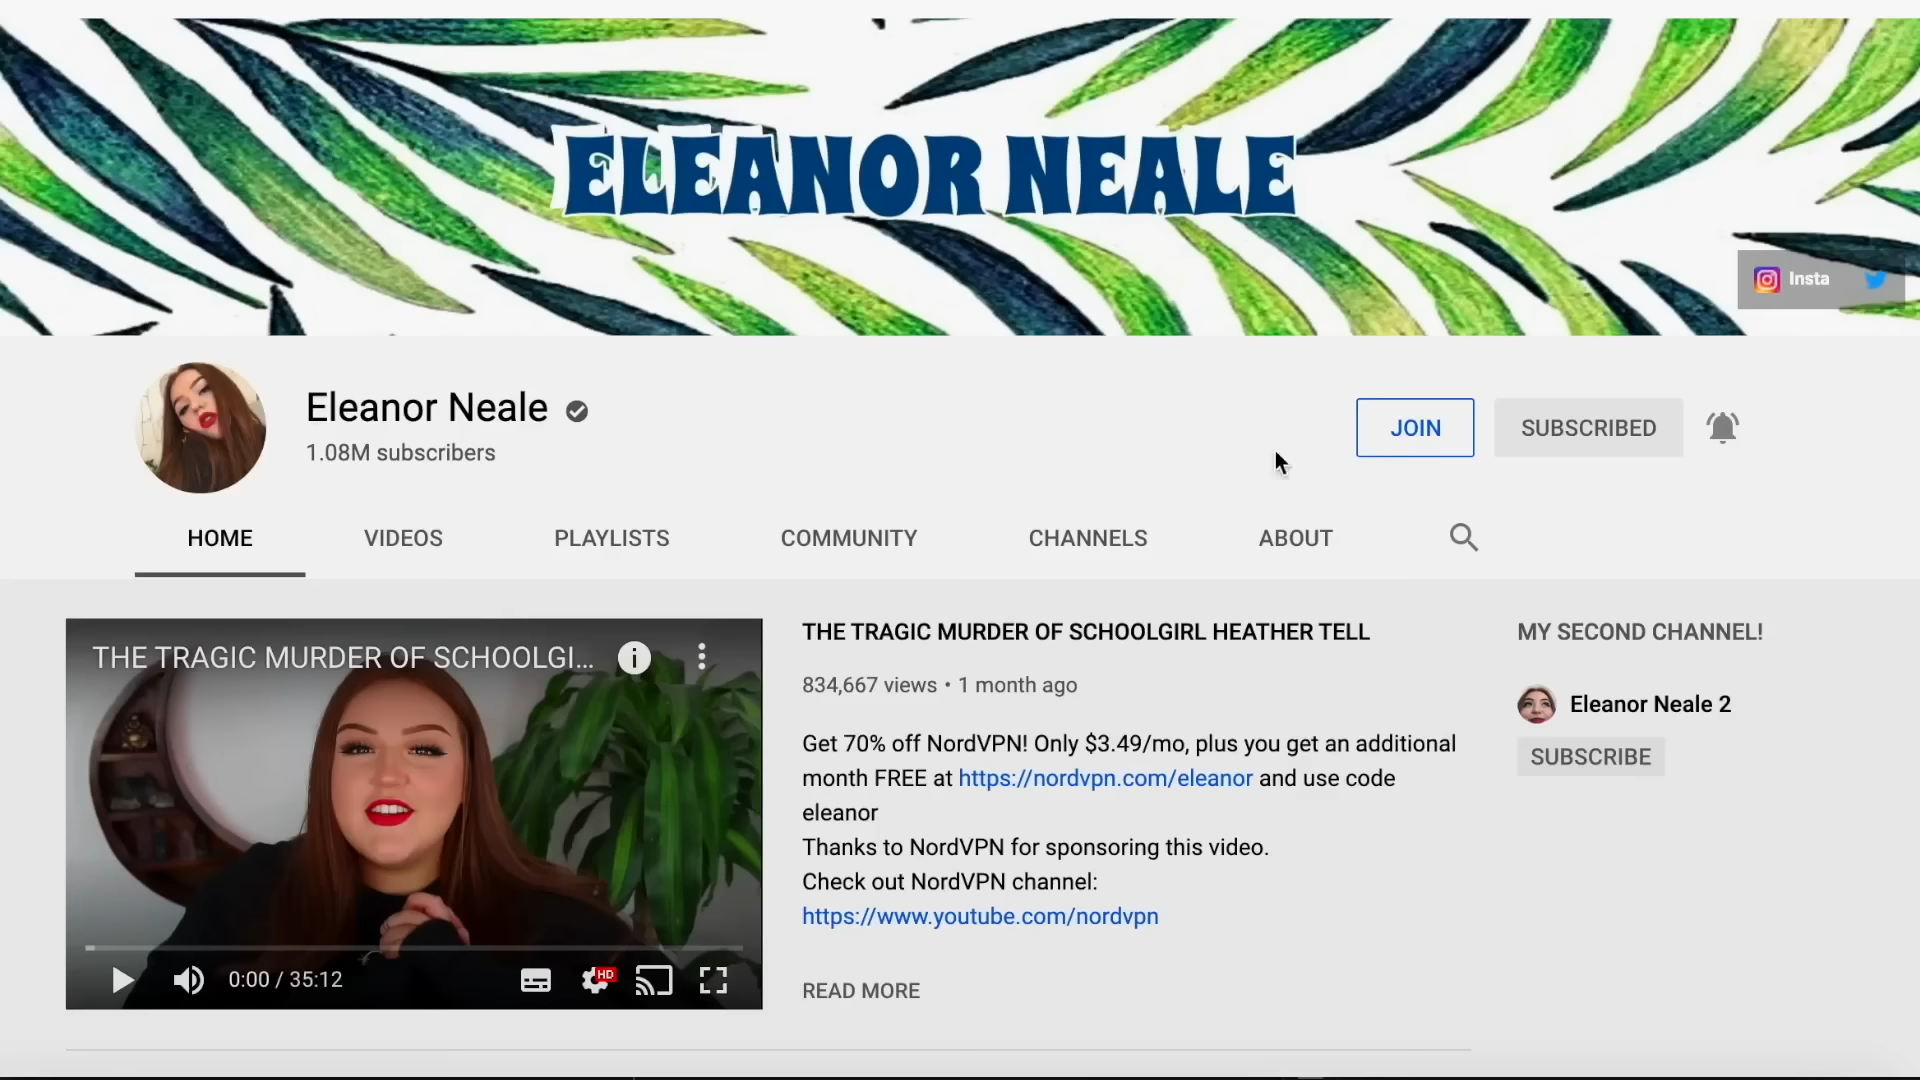 ELEANOR NEALE
Insta
Eleanor Neale
1.08M subscribers
JOIN
SUBSCRIBED
HOME
VIDEOS
PLAYLISTS
COMMUNITY
CHANNELS
ABOUT
THE TRAGIC MURDER OF SCHOOLGI...
HD
0:00 / 35:12
THE TRAGIC MURDER OF SCHOOLGIRL HEATHER TELL
834,667 views • 1 month ago
Get 70% off NordVPN! Only $3.49/mo, plus you get an additional
month FREE at https://nordvpn.com/eleanor and use code
eleanor
Thanks to NordVPN for sponsoring this video.
Check out NordVPN channel:
https://www.youtube.com/nordvpn
READ MORE
MY SECOND CHANNEL!
Eleanor Neale 2
SUBSCRIBE